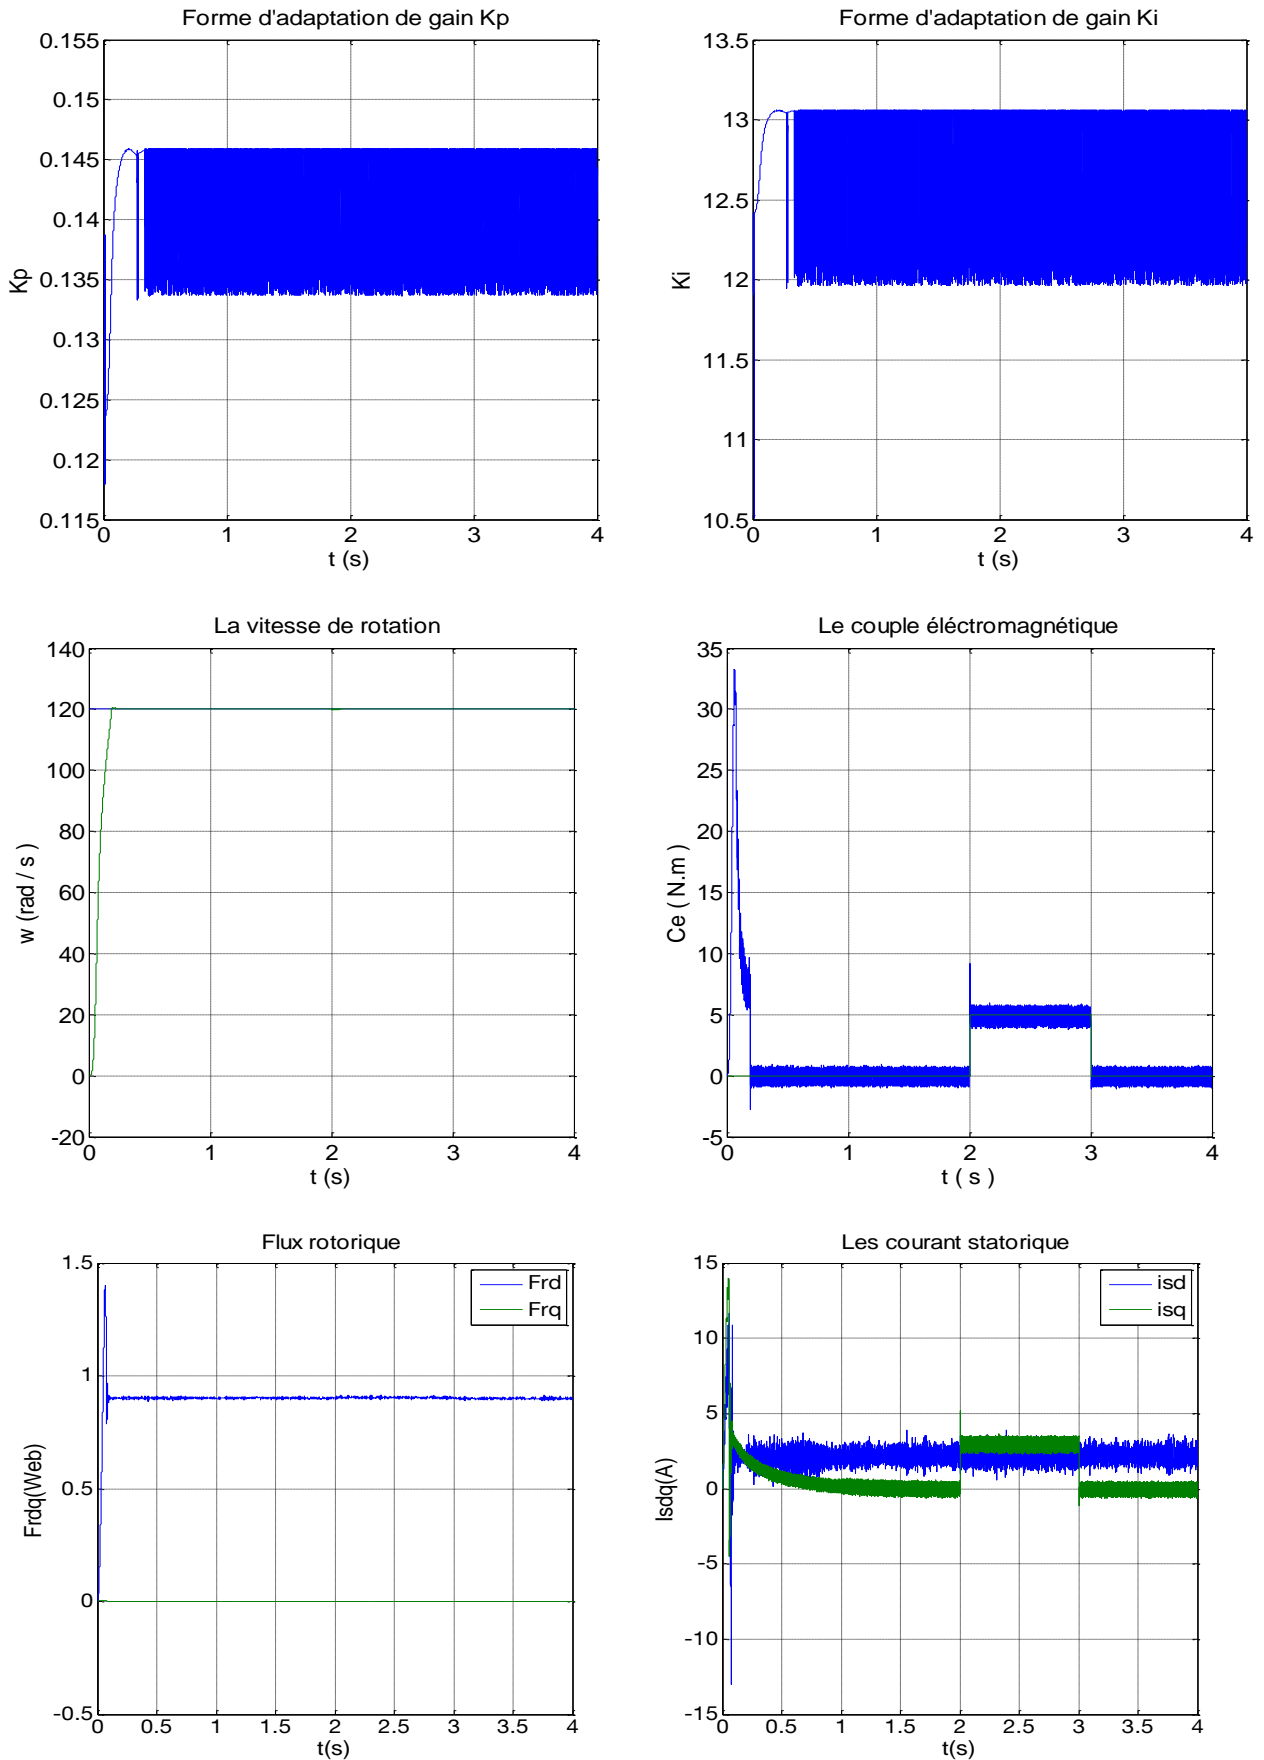 Forme d'adaptation de gain Kp
0.155
0.15
0.145
0.14
0.135
0.13
0.125
0.12
0.115
Kp
0 1 2 3 4
t (s)
Forme d'adaptation de gain Ki
13.5
13
12.5
12
11.5
11
10.5
Ki
0 1 2 3 4
t (s)
La vitesse de rotation
140
120
100
80
60
40
20
0
-20
w (rad / s )
0 1 2 3 4
t (s)
Le couple éléctromagnétique
35
30
25
20
15
10
5
0
-5
Ce ( N.m )
0 1 2 3 4
t ( s )
Flux rotorique
1.5
1
0.5
0
-0.5
Frdq(Web)
Frd
Frq
0 0.5 1 1.5 2 2.5 3 3.5 4
t(s)
Les courant statorique
15
10
5
0
-5
-10
-15
Isdq(A)
isd
isq
0 0.5 1 1.5 2 2.5 3 3.5 4
t(s)